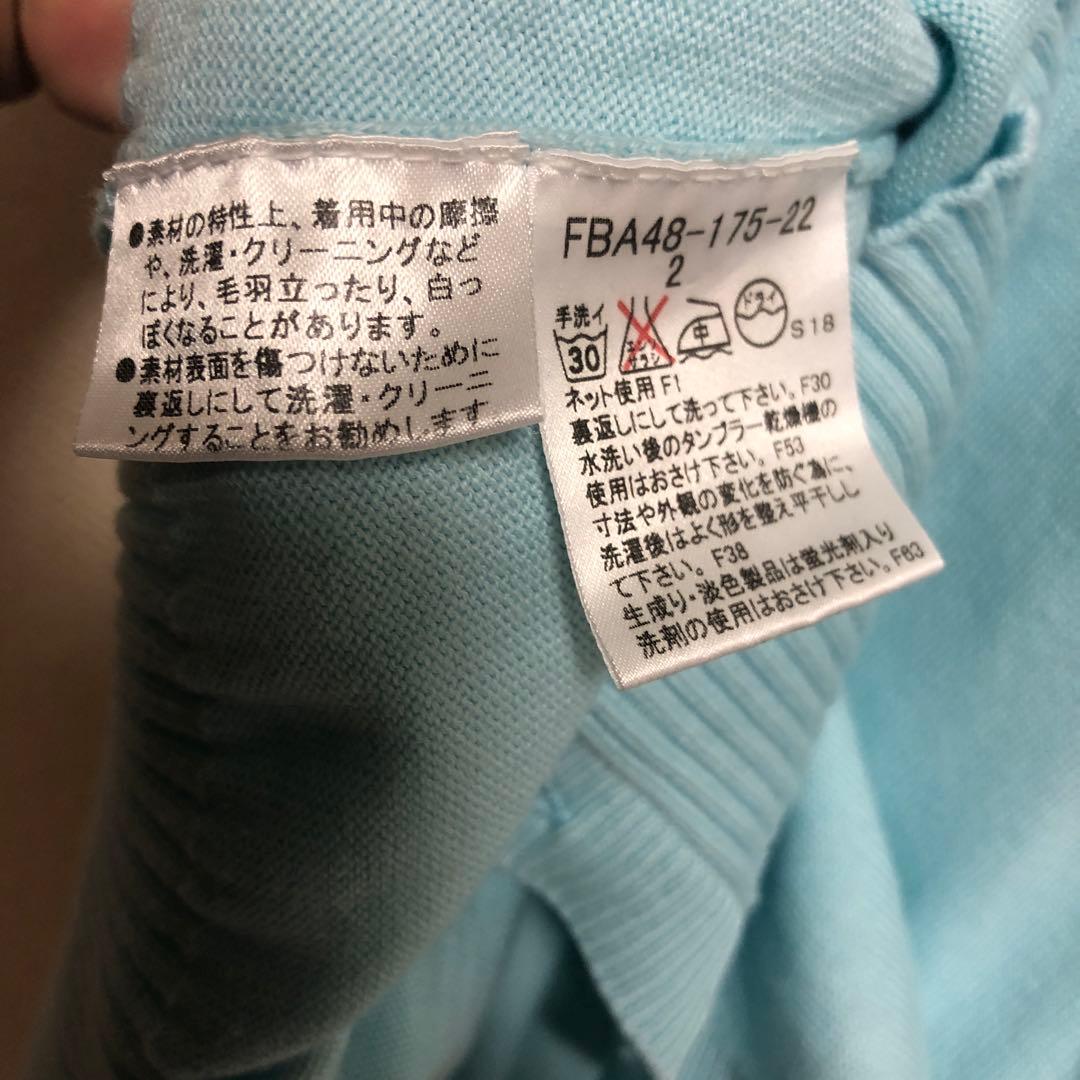 ●素材の特性上、着用中の摩擦
や、洗濯・クリーニングなど
により、毛羽立ったり、白っ
ぽくなることがあります。
●素材表面を傷つけないために
裏返しにして洗濯・クリーニ
ングすることをお勧めします
FBA48-175-22
2
手洗イ
30
エンソ
サラシ
中
ドライ
S18
ネット使用 F1
裏返しにして洗って下さい。F30
水洗い後のタンブラー乾燥機の
使用はおさけ下さい。F53
寸法や外観の変化を防ぐ為に、
洗濯後はよく形を整え平干しし
て下さい。F38
生成り・淡色製品は蛍光剤入り
洗剤の使用はおさけ下さい。F63